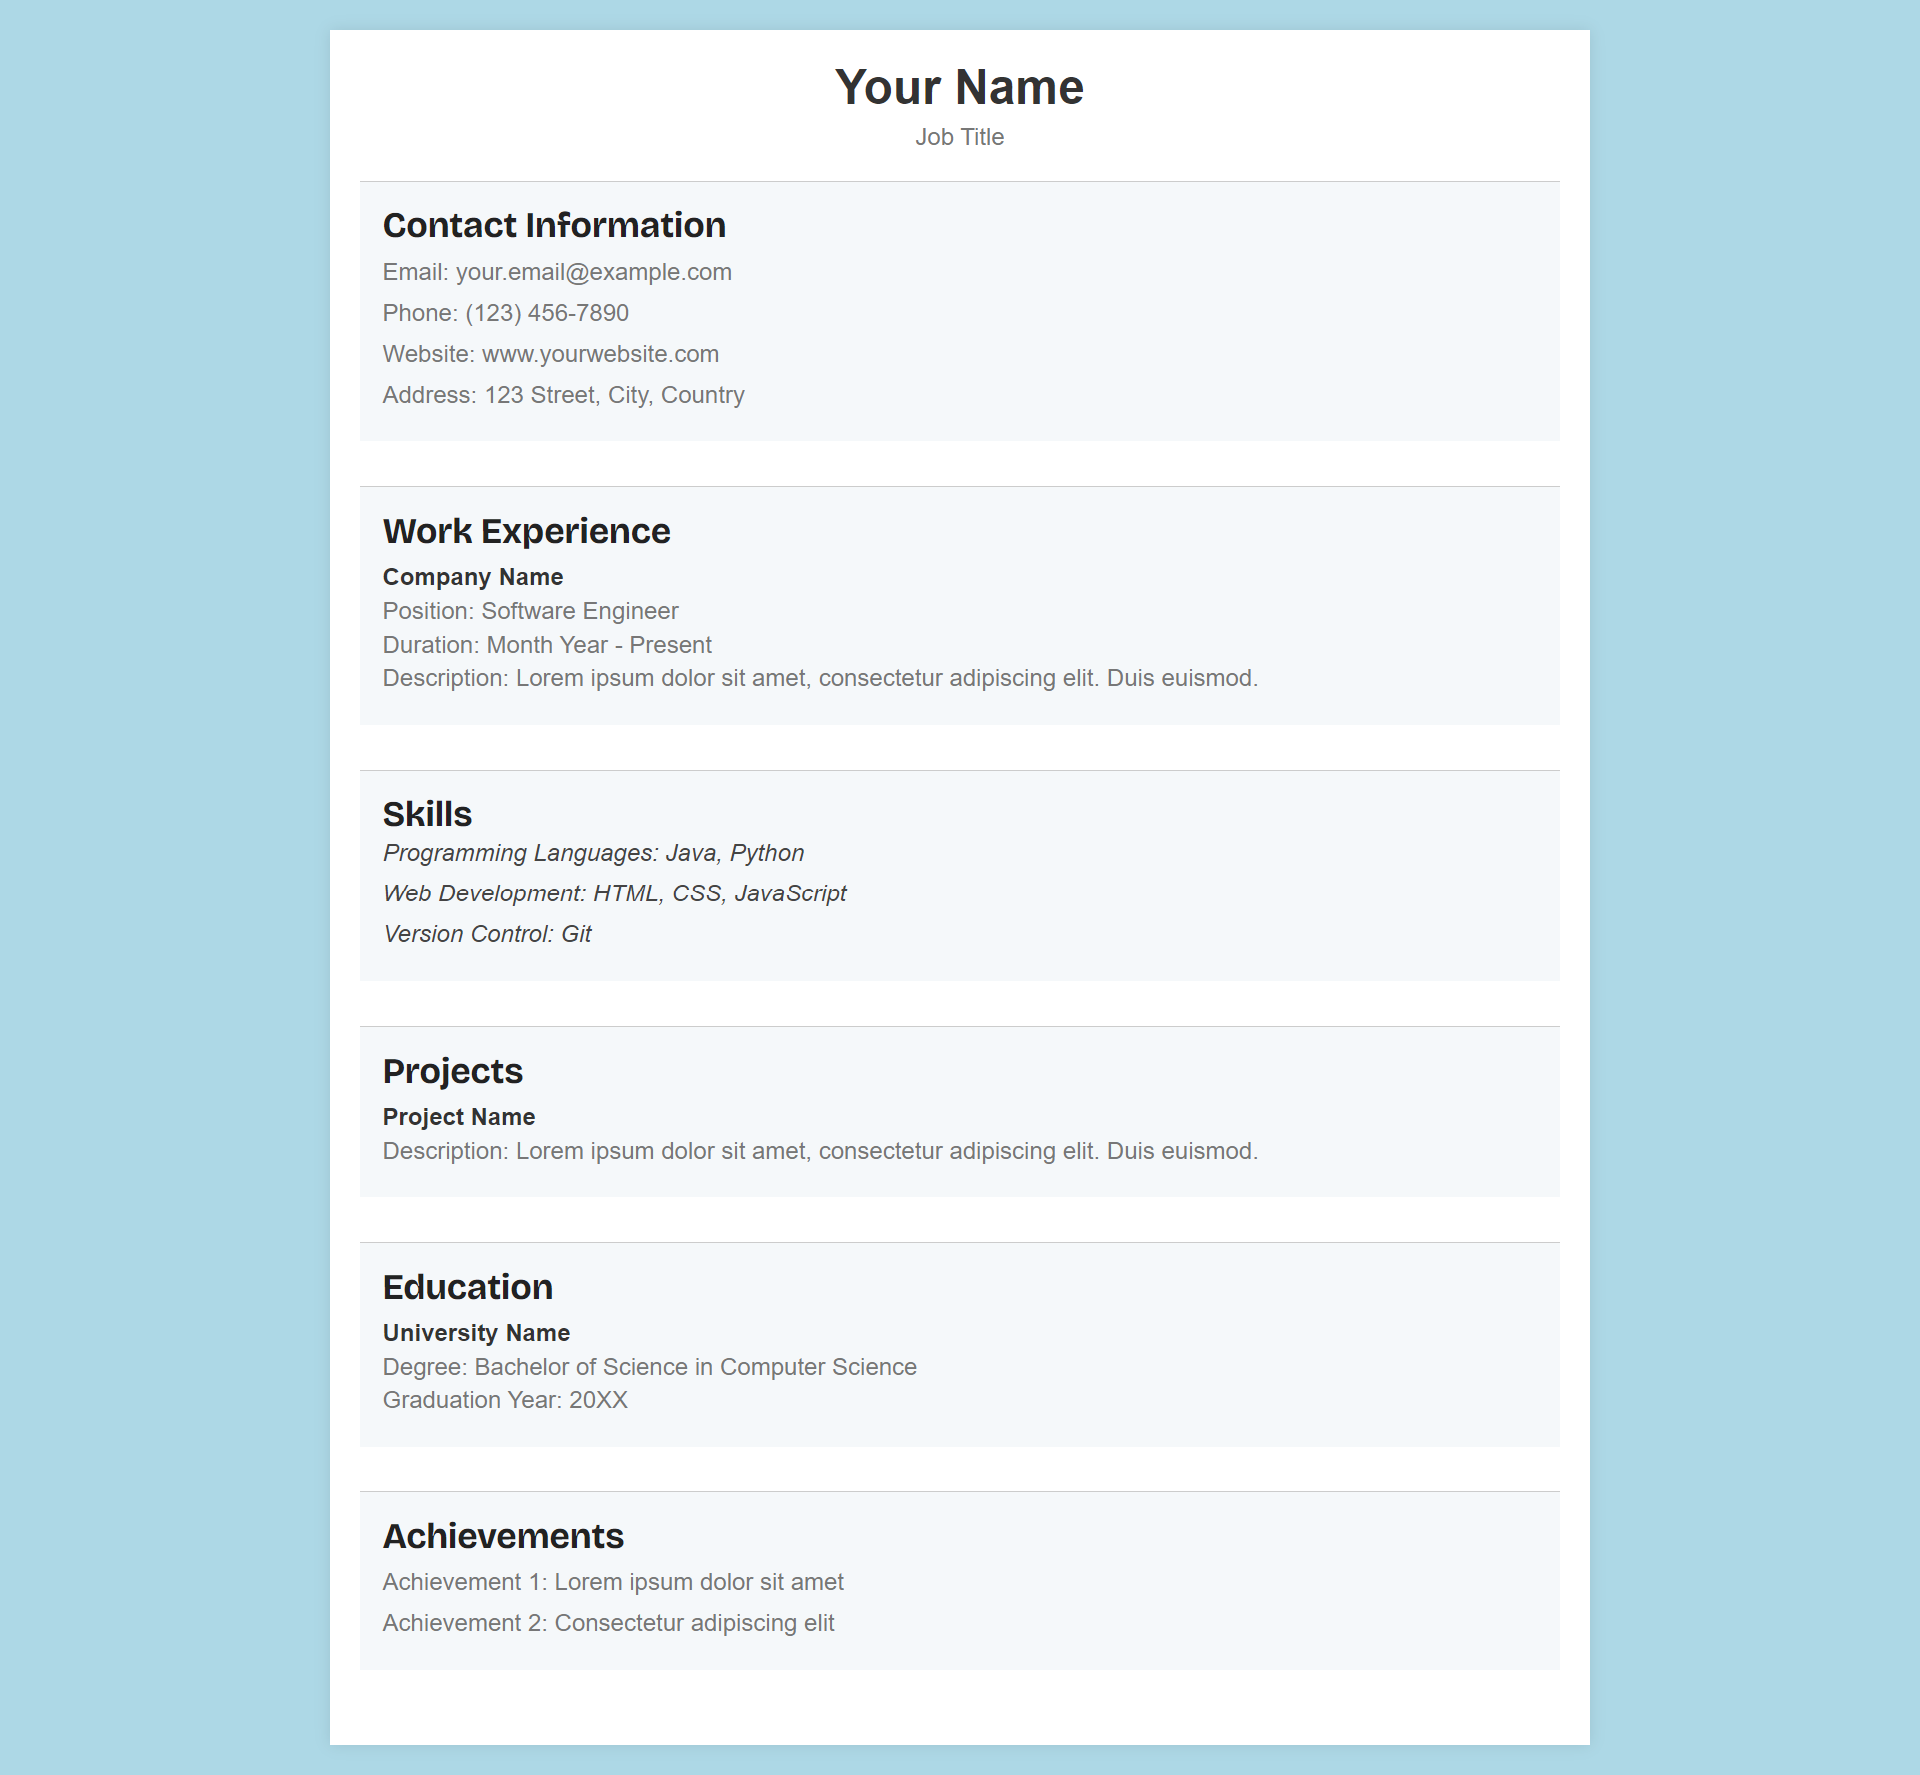 Your Name
Job Title
Contact Information
Email: your.email@example.com
Phone: (123) 456-7890
Website: www.yourwebsite.com
Address: 123 Street, City, Country
Work Experience
Company Name
Position: Software Engineer
Duration: Month Year - Present
Description: Lorem ipsum dolor sit amet, consectetur adipiscing elit. Duis euismod.
Skills
Programming Languages: Java, Python
Web Development: HTML, CSS, JavaScript
Version Control: Git
Projects
Project Name
Description: Lorem ipsum dolor sit amet, consectetur adipiscing elit. Duis euismod.
Education
University Name
Degree: Bachelor of Science in Computer Science
Graduation Year: 20XX
Achievements
Achievement 1: Lorem ipsum dolor sit amet
Achievement 2: Consectetur adipiscing elit